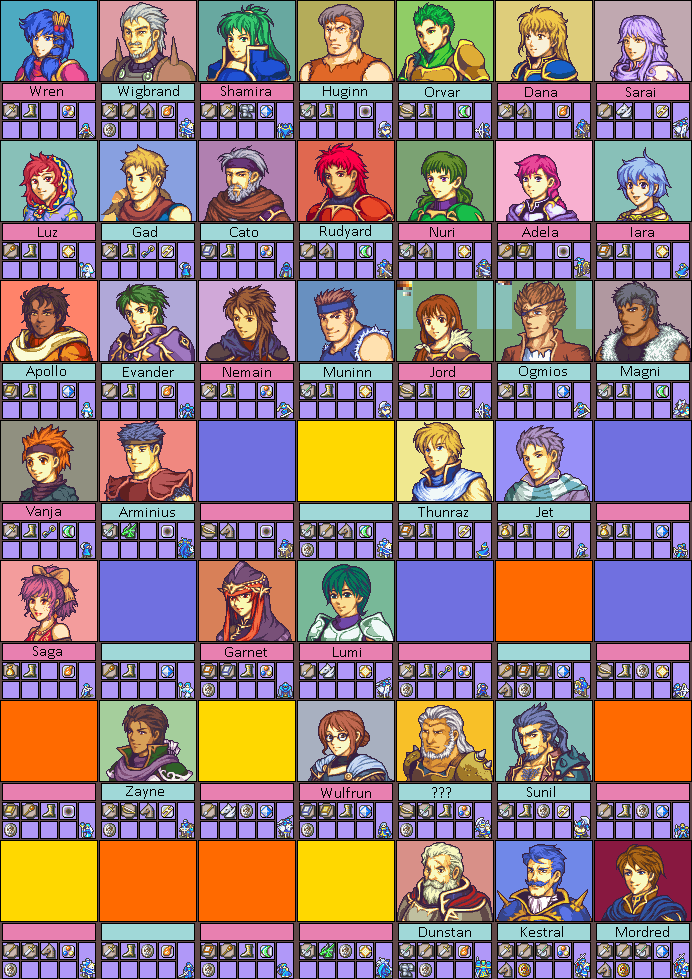 Wren Wigbrand Shamira Huginn Orvar Dana Sarai
Luz Gad Cato Rudyard Nuri Adela Iara
Apollo Evander Nemain Muninn Jord Ogmios Magni
Vanja Arminius Thunraz Jet
Saga Garnet Lumi
Zayne Wulfrun ??? Sunil
Dunstan Kestral Mordred